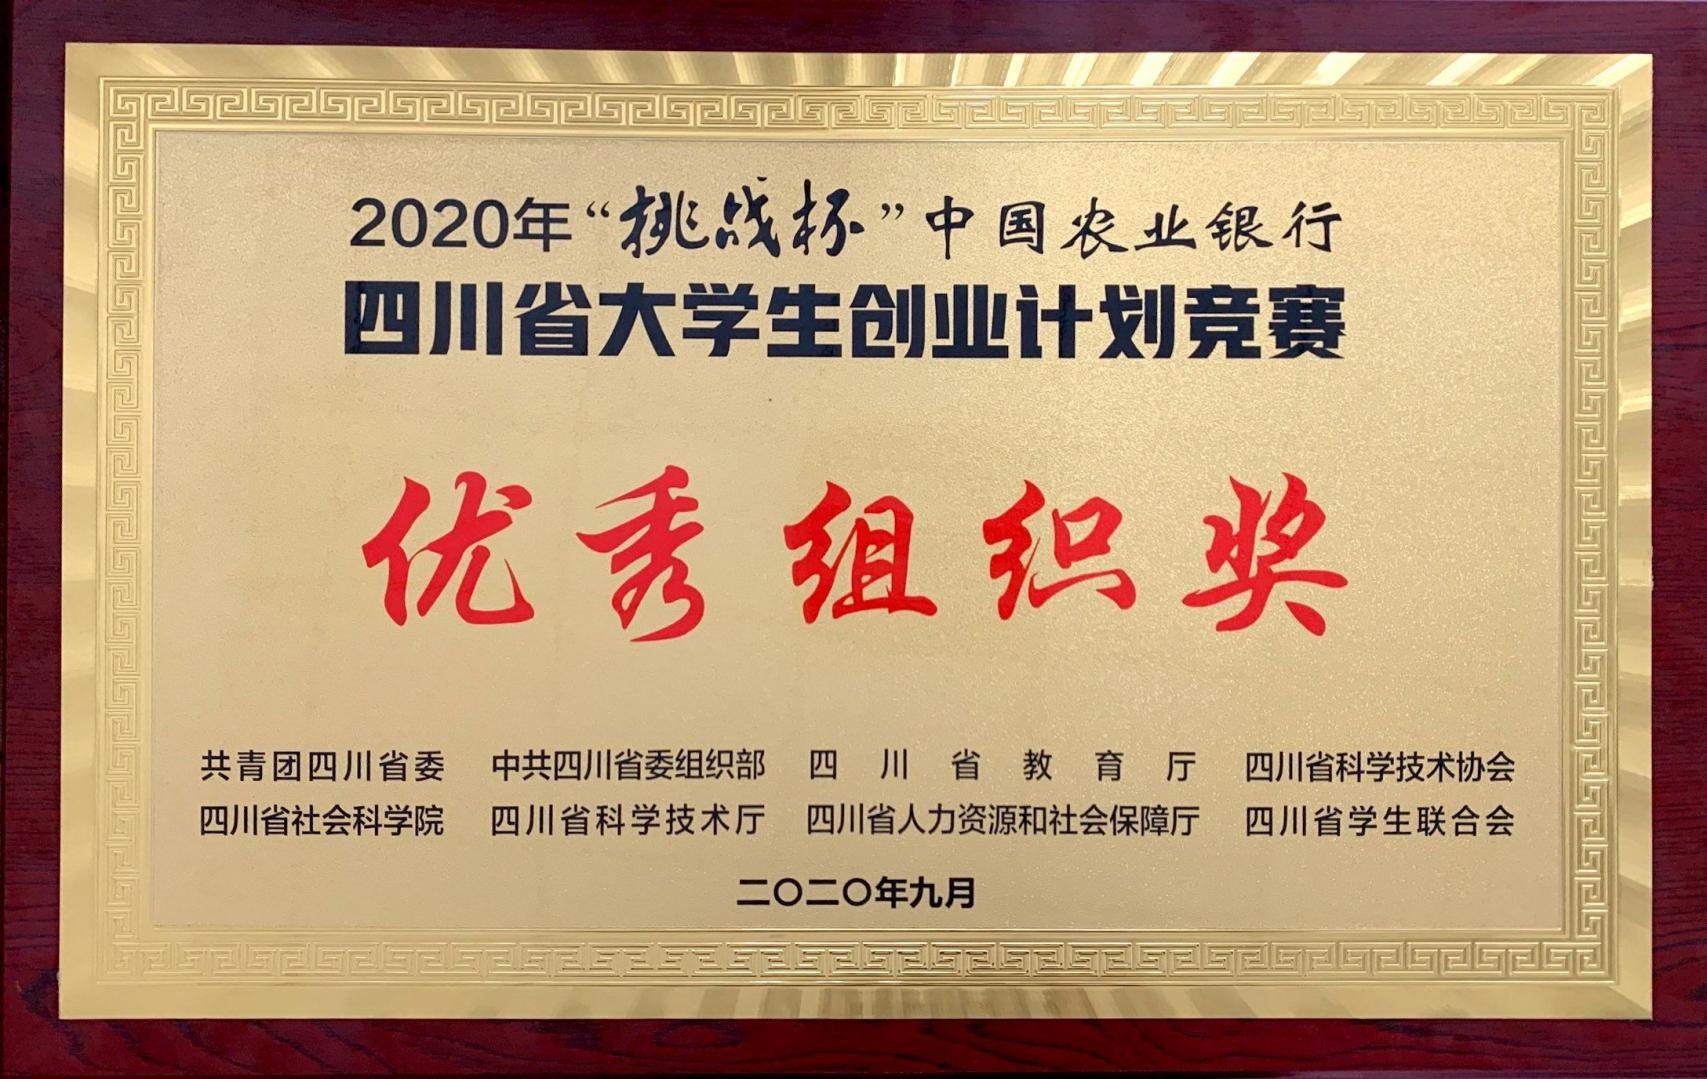 2020年“挑战杯”中国农业银行
四川省大学生创业计划竞赛
优秀组织奖
共青团四川省委 中共四川省委组织部 四川省教育厅 四川省科学技术协会
四川省社会科学院 四川省科学技术厅 四川省人力资源和社会保障厅 四川省学生联合会
二〇二〇年九月